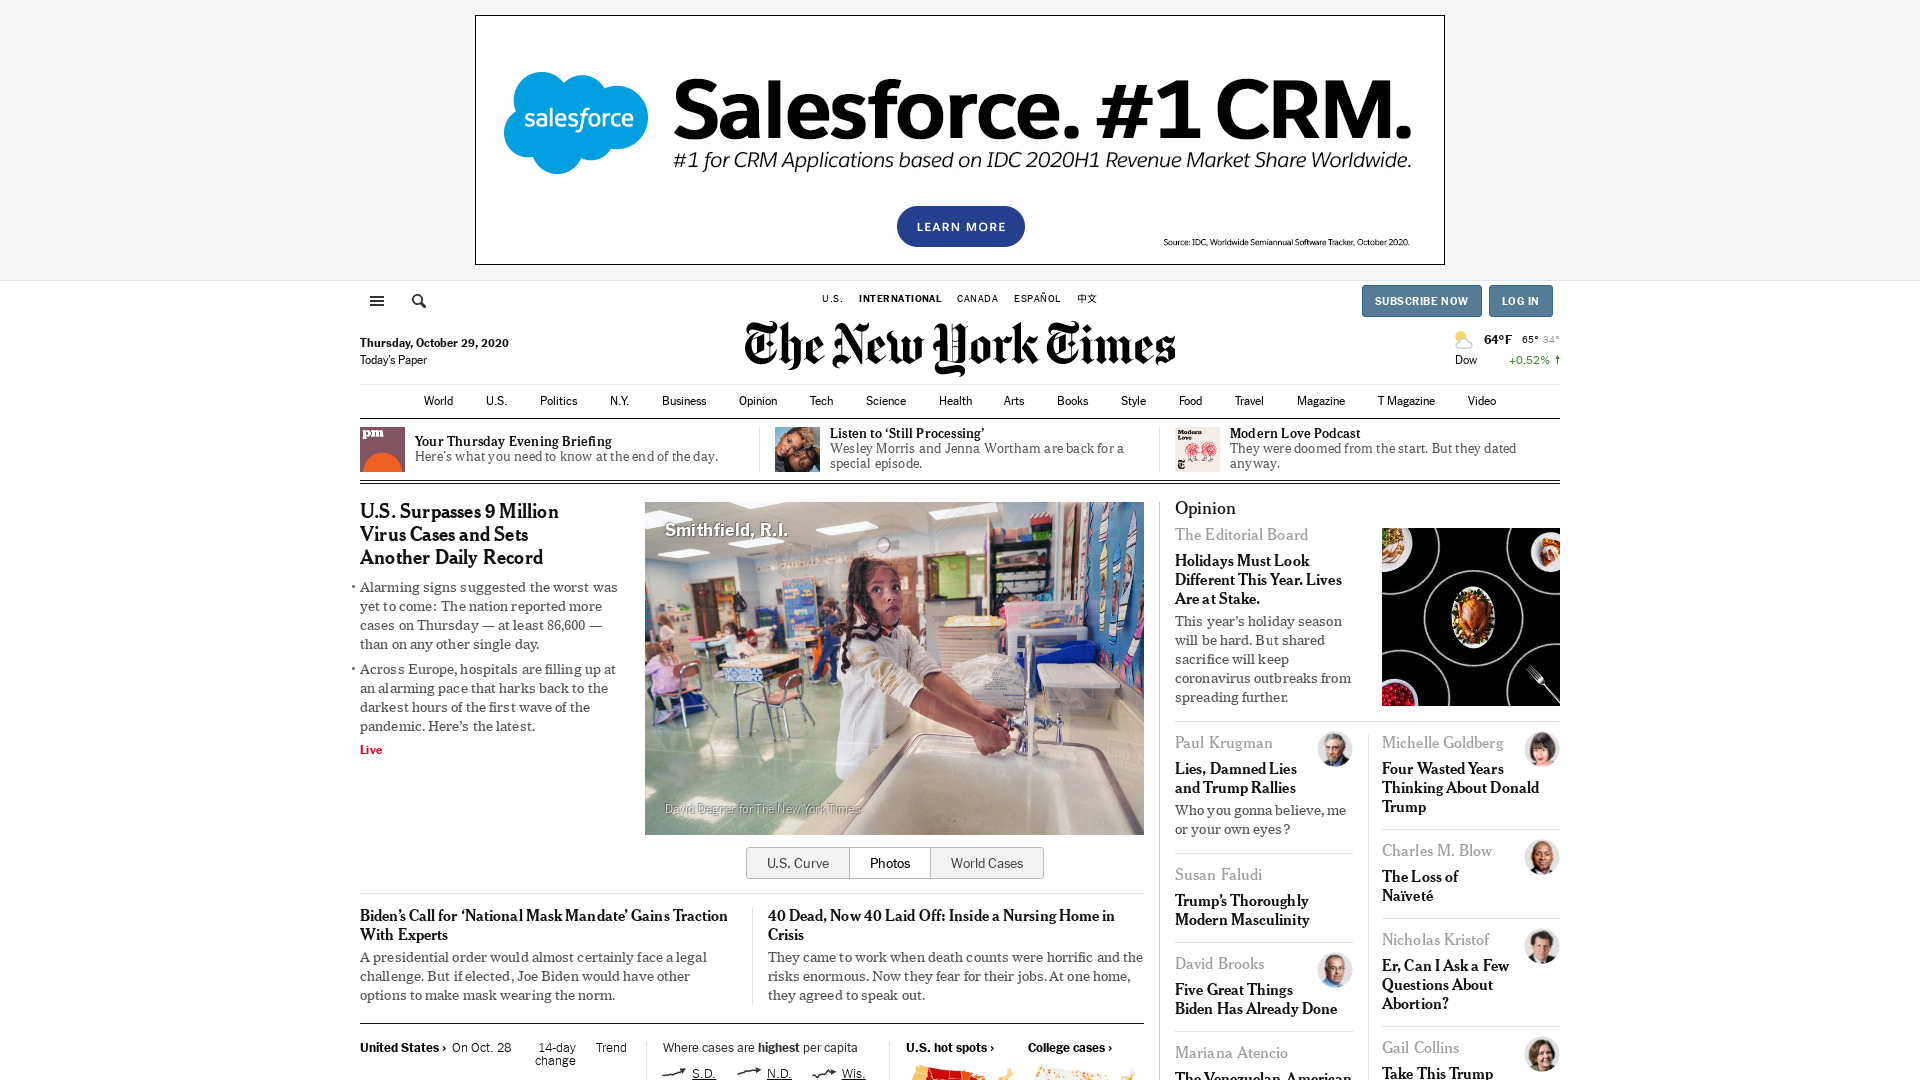 salesforce
Salesforce. #1 CRM.
#1 for CRM Applications based on IDC 2020H1 Revenue Market Share Worldwide.
LEARN MORE
Source: IDC, Worldwide Semiannual Software Tracker, October 2020.
U.S. INTERNATIONAL CANADA ESPAÑOL 中文
SUBSCRIBE NOW LOG IN
Thursday, October 29, 2020
Today's Paper
The New York Times
64°F 65° 34°
Dow +0.52% ↑
World U.S. Politics N.Y. Business Opinion Tech Science Health Arts Books Style Food Travel Magazine T Magazine Video
pm
Your Thursday Evening Briefing
Here's what you need to know at the end of the day.
Listen to ‘Still Processing’
Wesley Morris and Jenna Wortham are back for a
special episode.
Modern
Love
Modern Love Podcast
They were doomed from the start. But they dated
anyway.
U.S. Surpasses 9 Million
Virus Cases and Sets
Another Daily Record
• Alarming signs suggested the worst was
yet to come: The nation reported more
cases on Thursday — at least 86,600 —
than on any other single day.
• Across Europe, hospitals are filling up at
an alarming pace that harks back to the
darkest hours of the first wave of the
pandemic. Here’s the latest.
Live
Smithfield, R.I.
David Degner for The New York Times
U.S. Curve Photos World Cases
Biden’s Call for ‘National Mask Mandate’ Gains Traction
With Experts
A presidential order would almost certainly face a legal
challenge. But if elected, Joe Biden would have other
options to make mask wearing the norm.
40 Dead, Now 40 Laid Off: Inside a Nursing Home in
Crisis
They came to work when death counts were horrific and the
risks enormous. Now they fear for their jobs. At one home,
they agreed to speak out.
United States › On Oct. 28
14-day
change
Trend
Where cases are highest per capita
S.D. N.D. Wis.
U.S. hot spots ›
College cases ›
Opinion
The Editorial Board
Holidays Must Look
Different This Year. Lives
Are at Stake.
This year’s holiday season
will be hard. But shared
sacrifice will keep
coronavirus outbreaks from
spreading further.
Paul Krugman
Lies, Damned Lies
and Trump Rallies
Who you gonna believe, me
or your own eyes?
Susan Faludi
Trump’s Thoroughly
Modern Masculinity
David Brooks
Five Great Things
Biden Has Already Done
Mariana Atencio
The Venezuelan-American
Michelle Goldberg
Four Wasted Years
Thinking About Donald
Trump
Charles M. Blow
The Loss of
Naïveté
Nicholas Kristof
Er, Can I Ask a Few
Questions About
Abortion?
Gail Collins
Take This Trump